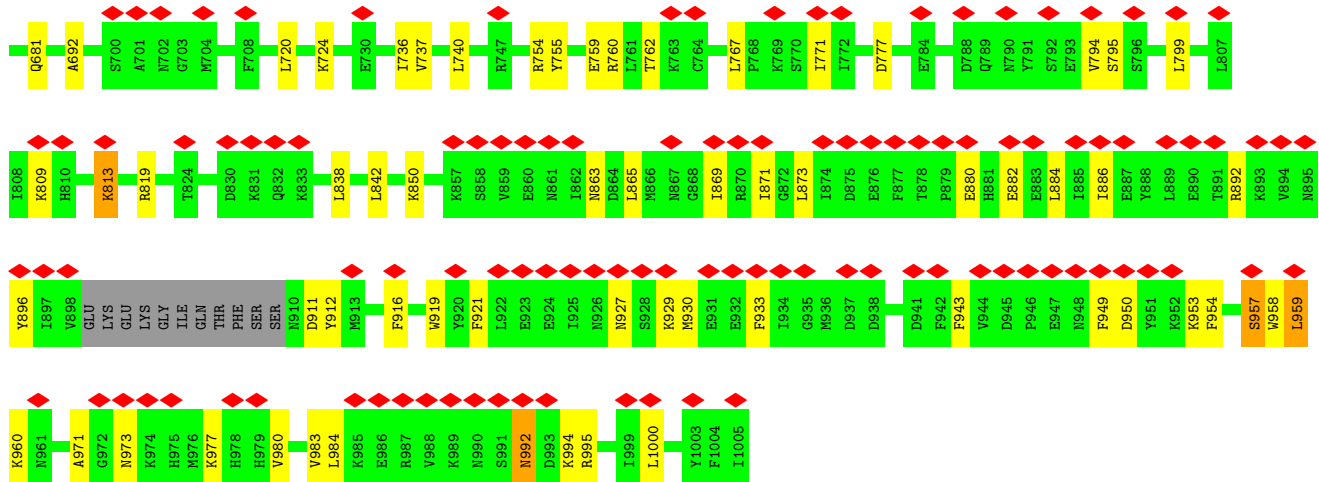 Q681 A692 S700 A701 N702 G703 M704 F708 L720 K724 E730 I736 V737 L740 R747 R754 Y755 E759 R760 L761 T762 K763 C764 L767 P768 K769 S770 I771 I772 D777 E784 D788 Q789 N790 Y791 S792 E793 V794 S795 S796 L799 L807
I808 K809 H810 K813 R819 T824 D830 K831 Q832 K833 L838 L842 K850 K857 S858 V859 E860 N861 I862 N863 D864 L865 M866 N867 G868 I869 R870 I871 G872 L873 I874 D875 E876 F877 T878 P879 E880 H881 E882 E883 L884 I885 I886 E887 Y888 L889 E890 T891 R892 K893 V894 N895
Y896 I897 V898 GLU LYS GLU LYS GLY ILE GLN THR PHE SER SER N910 D911 Y912 M913 F916 W919 Y920 F921 L922 E923 E924 I925 N926 N927 S928 K929 M930 E931 E932 F933 I934 G935 M936 D937 D938 D941 F942 F943 V944 D945 P946 E947 N948 F949 D950 Y951 K952 K953 F954 S957 W958 L959
K960 N961 A971 G972 N973 K974 H975 M976 K977 H978 H979 V980 V983 L984 K985 E986 R987 V988 K989 N990 S991 N992 D993 K994 R995 I999 L1000 Y1003 F1004 I1005